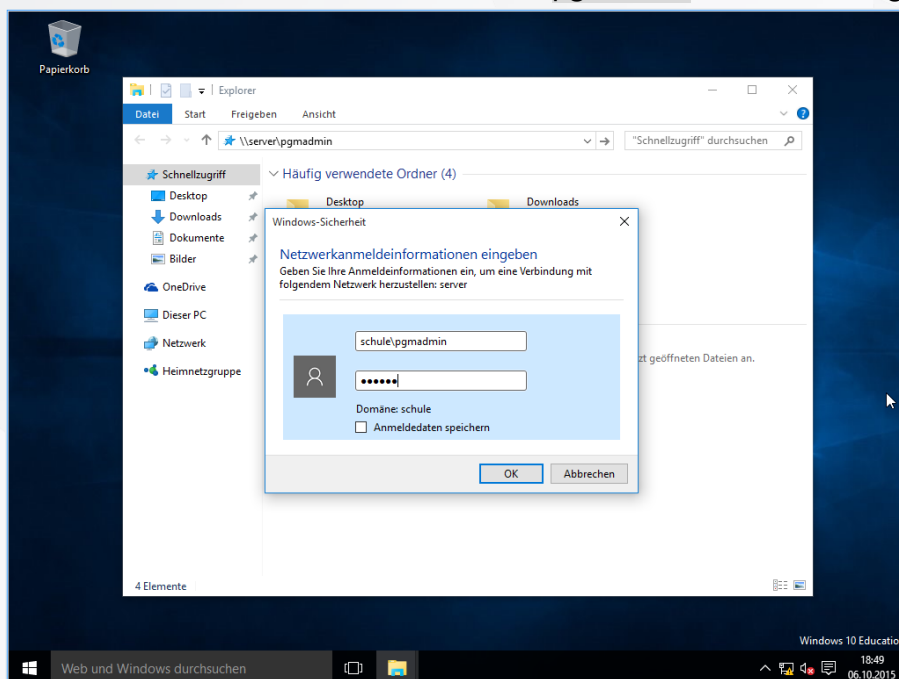 Papierkorb
Explorer
Datei Start Freigeben Ansicht
\\server\pgmadmin
"Schnellzugriff" durchsuchen
Schnellzugriff
Desktop
Downloads
Dokumente
Bilder
OneDrive
Dieser PC
Netzwerk
Heimnetzgruppe
Häufig verwendete Ordner (4)
Desktop Downloads
Windows-Sicherheit
Netzwerkanmeldeinformationen eingeben
Geben Sie Ihre Anmeldeinformationen ein, um eine Verbindung mit
folgendem Netzwerk herzustellen: server
schule\pgmadmin
••••••
Domäne: schule
Anmeldedaten speichern
OK Abbrechen
zt geöffneten Dateien an.
4 Elemente
Windows 10 Educatio
Web und Windows durchsuchen
18:49
06.10.2015